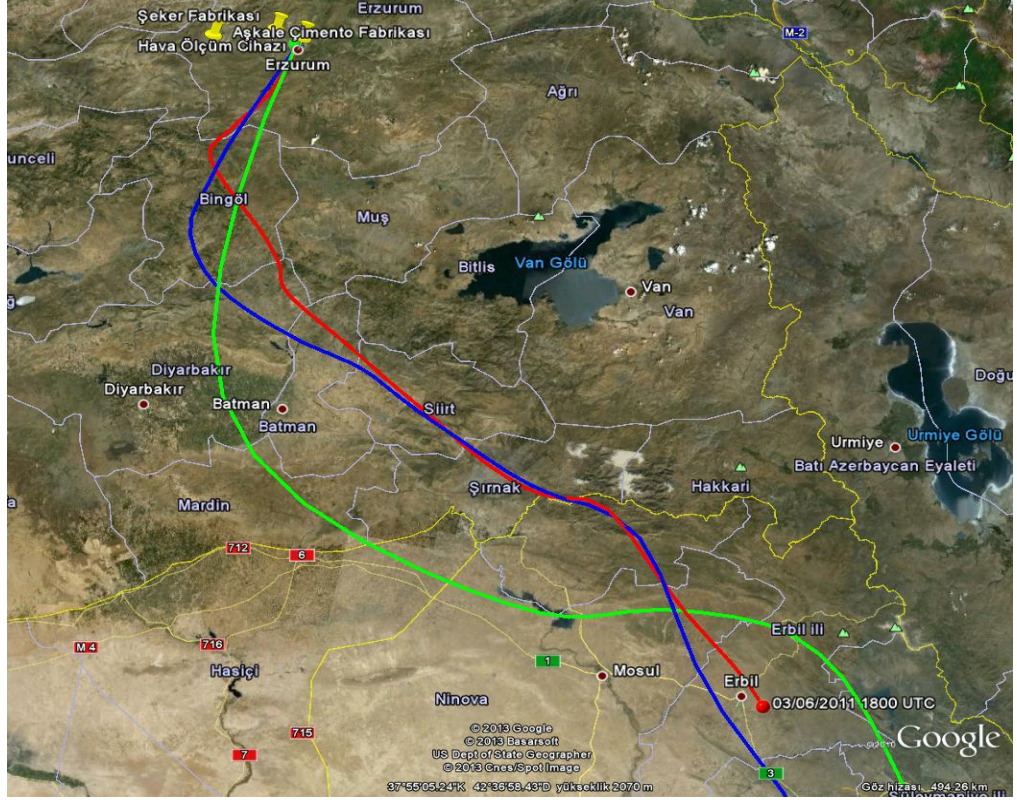 Erzurum
Şeker Fabrikası
Aşkale Çimento Fabrikası
Hava Ölçüm Cihazı
Erzurum
M-2
Ağrı
unceli
Bingöl
Muş
Bitlis
Van Gölü
Van
Van
Diyarbakır
Diyarbakır
Batman
Batman
Siirt
Doğu
Urmiye
Urmiye Gölü
Batı Azerbaycan Eyaleti
Şırnak
Hakkari
Mardin
712
6
M 4
716
Hasiçi
1
Mosul
Erbil ili
Erbil
Ninova
03/06/2011 1800 UTC
715
7
3
© 2013 Google
© 2013 Basarsoft
US Dept of State Geographer
© 2013 Cnes/Spot Image
Google
37°55'05.24"K 42°36'58.43"D yükseklik 2070 m
Göz hizası 494.26 km
Süleymaniye ili